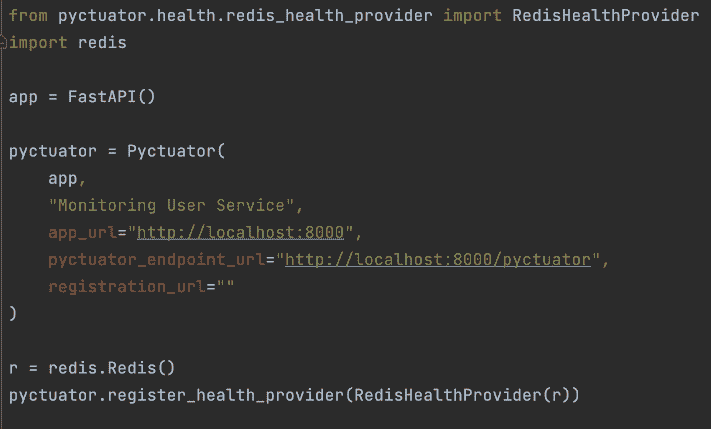 from pyctuator.health.redis_health_provider import RedisHealthProvider
import redis
app = FastAPI()
pyctuator = Pyctuator(
    app,
    "Monitoring User Service",
    app_url="http://localhost:8000",
    pyctuator_endpoint_url="http://localhost:8000/pyctuator",
    registration_url=""
)
r = redis.Redis()
pyctuator.register_health_provider(RedisHealthProvider(r))